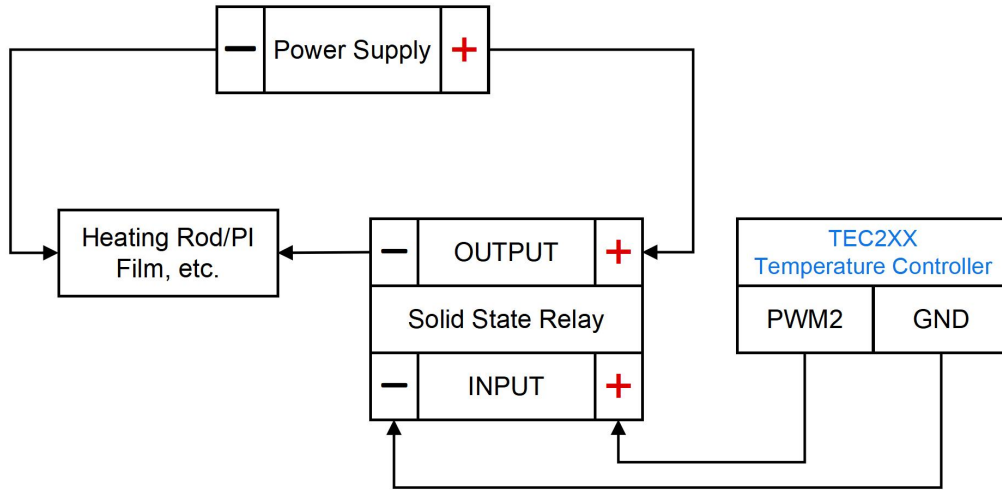 − Power Supply +
Heating Rod/PI
Film, etc.
− OUTPUT +
Solid State Relay
− INPUT +
TEC2XX
Temperature Controller
PWM2 GND